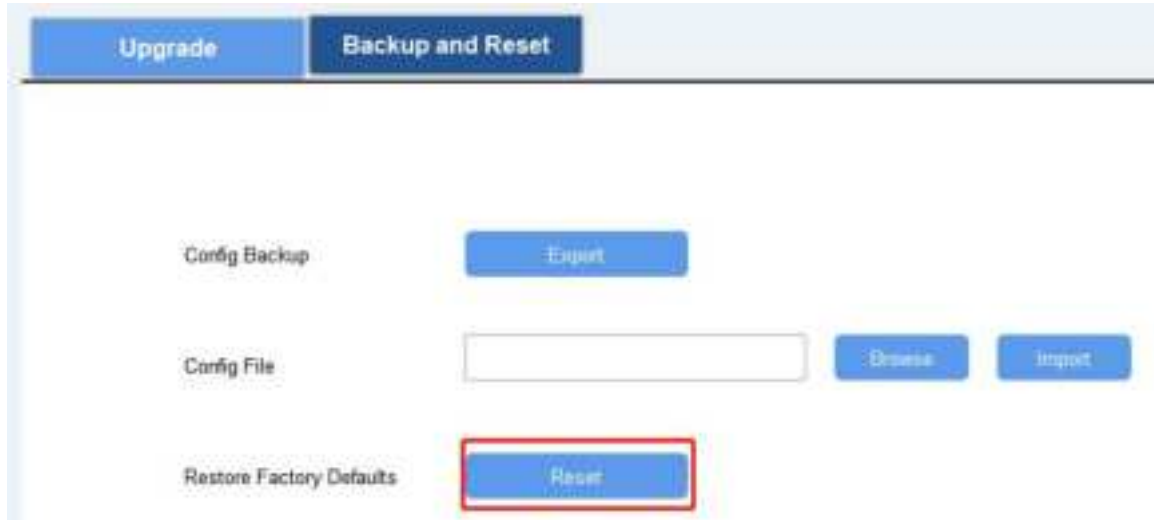 Upgrade
Backup and Reset
Config Backup
Export
Config File
Browse
Import
Restore Factory Defaults
Reset